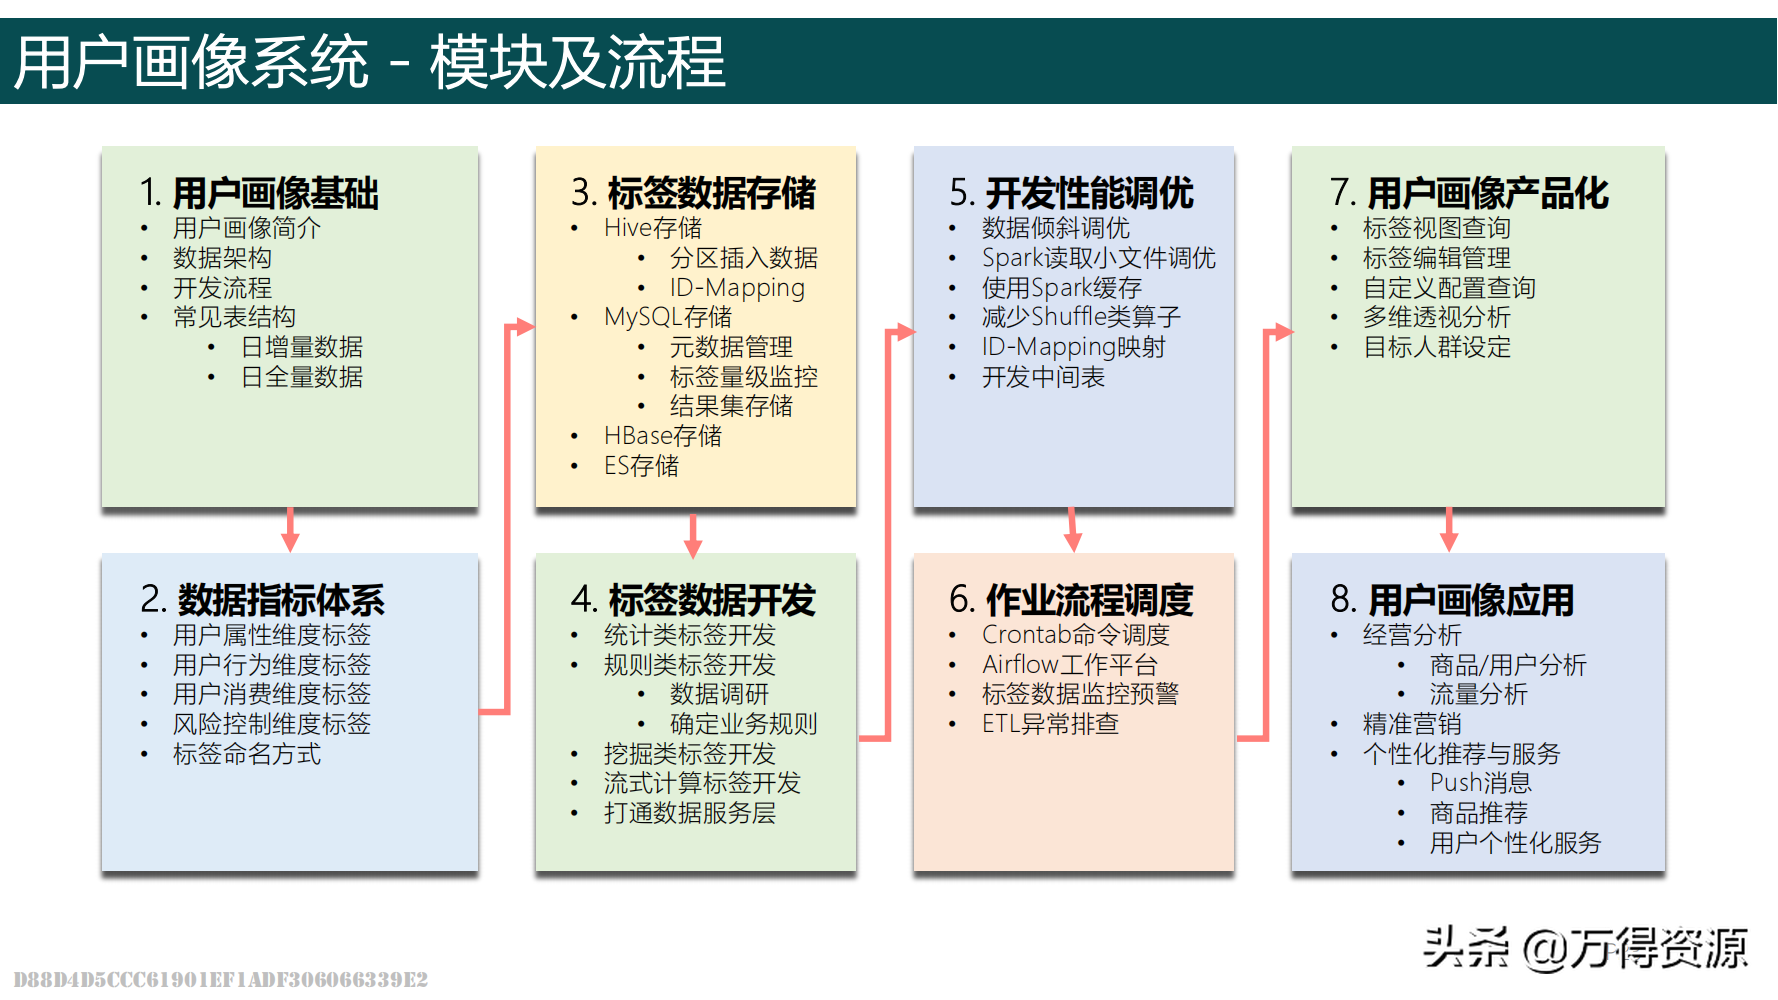 用户画像系统 - 模块及流程
1. 用户画像基础
• 用户画像简介
• 数据架构
• 开发流程
• 常见表结构
• 日增量数据
• 日全量数据
2. 数据指标体系
• 用户属性维度标签
• 用户行为维度标签
• 用户消费维度标签
• 风险控制维度标签
• 标签命名方式
3. 标签数据存储
• Hive存储
• 分区插入数据
• ID-Mapping
• MySQL存储
• 元数据管理
• 标签量级监控
• 结果集存储
• HBase存储
• ES存储
4. 标签数据开发
• 统计类标签开发
• 规则类标签开发
• 数据调研
• 确定业务规则
• 挖掘类标签开发
• 流式计算标签开发
• 打通数据服务层
5. 开发性能调优
• 数据倾斜调优
• Spark读取小文件调优
• 使用Spark缓存
• 减少Shuffle类算子
• ID-Mapping映射
• 开发中间表
6. 作业流程调度
• Crontab命令调度
• Airflow工作平台
• 标签数据监控预警
• ETL异常排查
7. 用户画像产品化
• 标签视图查询
• 标签编辑管理
• 自定义配置查询
• 多维透视分析
• 目标人群设定
8. 用户画像应用
• 经营分析
• 商品/用户分析
• 流量分析
• 精准营销
• 个性化推荐与服务
• Push消息
• 商品推荐
• 用户个性化服务
头条 @万得资源
D88D4D5CCC61901EF1ADF306066339E2